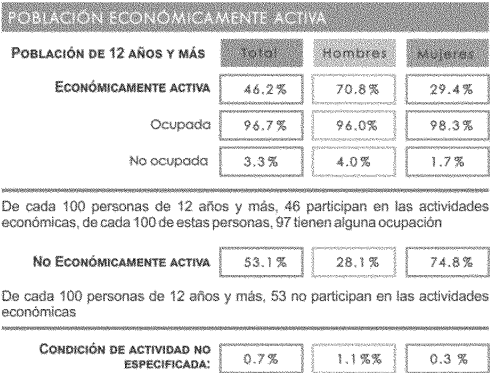 POBLACIÓN ECONÓMICAMENTE ACTIVA
POBLACIÓN DE 12 AÑOS Y MÁS Total Hombres Mujeres
ECONÓMICAMENTE ACTIVA 46.2% 70.8% 29.4%
Ocupada 96.7% 96.0% 98.3%
No ocupada 3.3% 4.0% 1.7%
De cada 100 personas de 12 años y más, 46 participan en las actividades
económicas, de cada 100 de estas personas, 97 tienen alguna ocupación
NO ECONÓMICAMENTE ACTIVA 53.1% 28.1% 74.8%
De cada 100 personas de 12 años y más, 53 no participan en las actividades
económicas
CONDICIÓN DE ACTIVIDAD NO
ESPECIFICADA: 0.7% 1.1%% 0.3 %